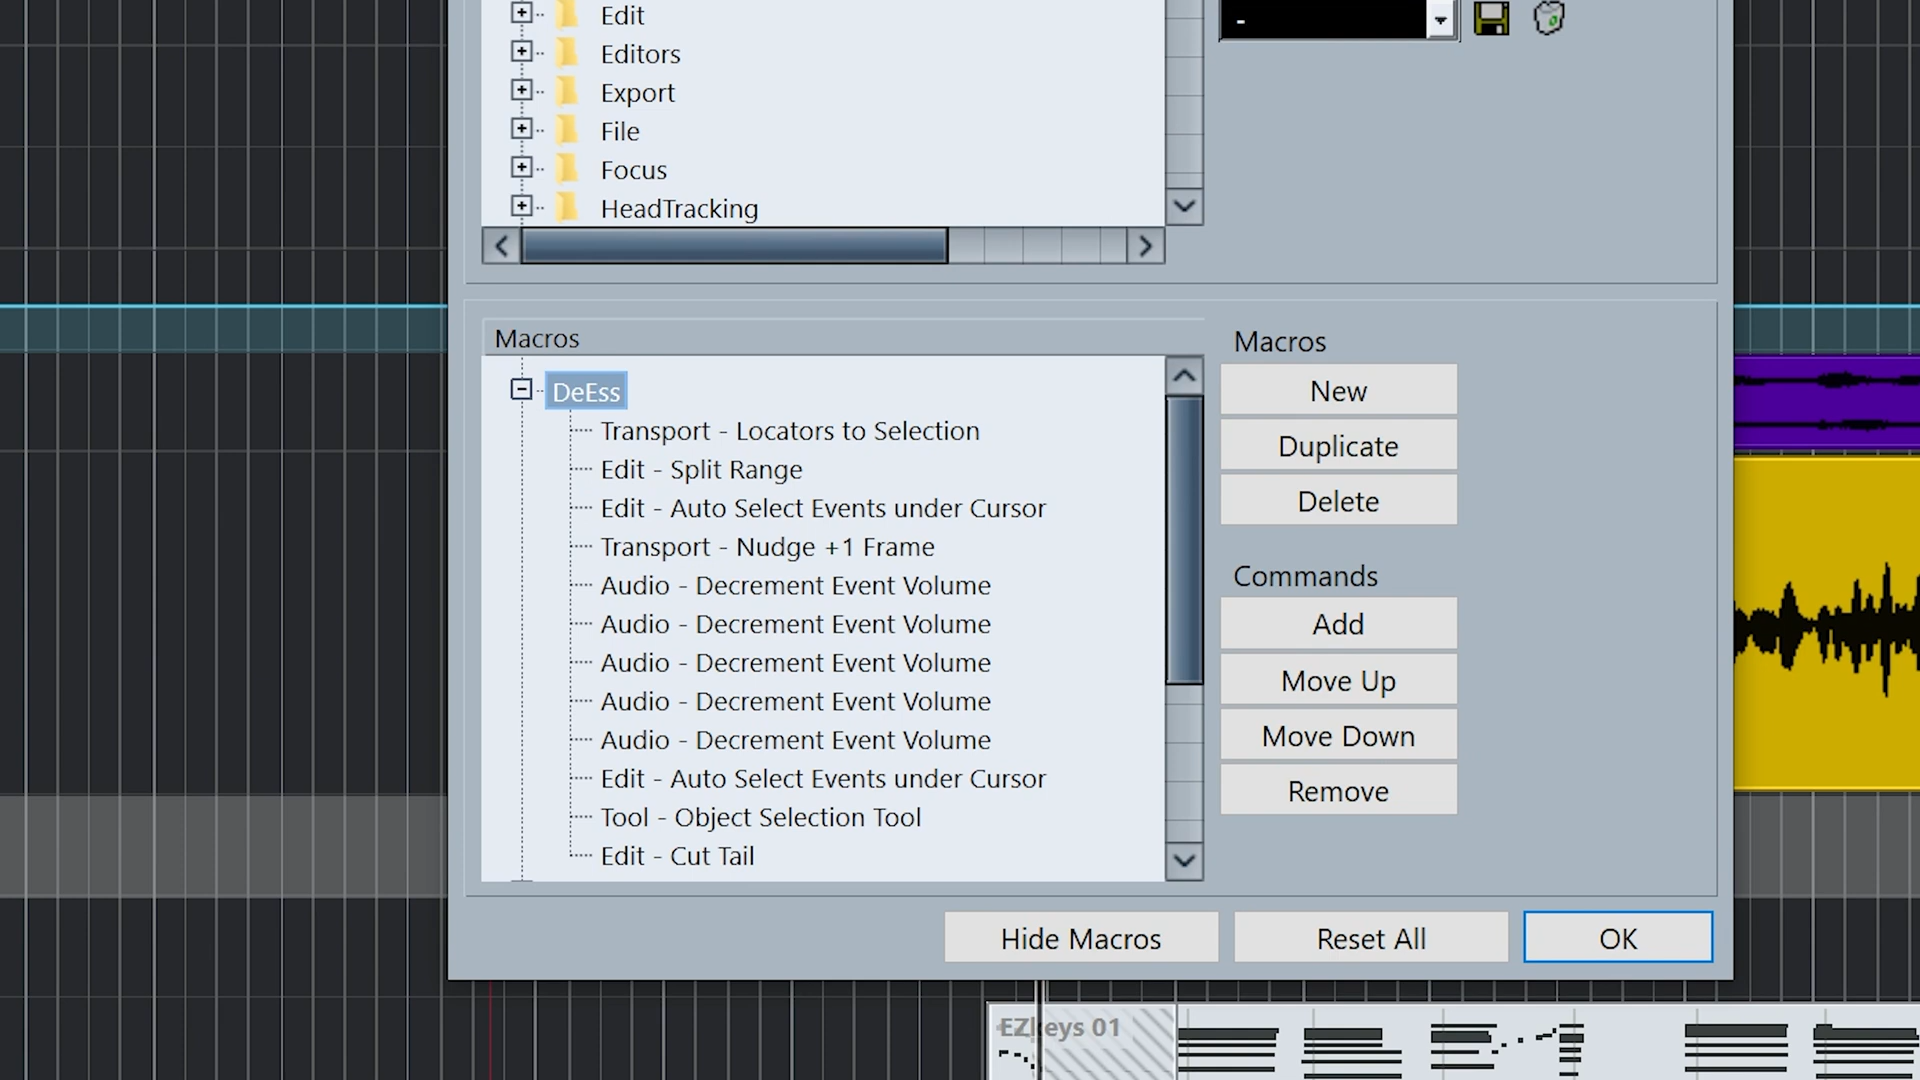 Edit
-
Editors
Export
File
Focus
HeadTracking
Macros
Macros
DeEss
New
Transport - Locators to Selection
Duplicate
Edit - Split Range
Delete
Edit - Auto Select Events under Cursor
Transport - Nudge +1 Frame
Commands
Audio - Decrement Event Volume
Add
Audio - Decrement Event Volume
Audio - Decrement Event Volume
Move Up
Audio - Decrement Event Volume
Move Down
Audio - Decrement Event Volume
Edit - Auto Select Events under Cursor
Remove
Tool - Object Selection Tool
Edit - Cut Tail
Hide Macros
Reset All
OK
EZkeys 01